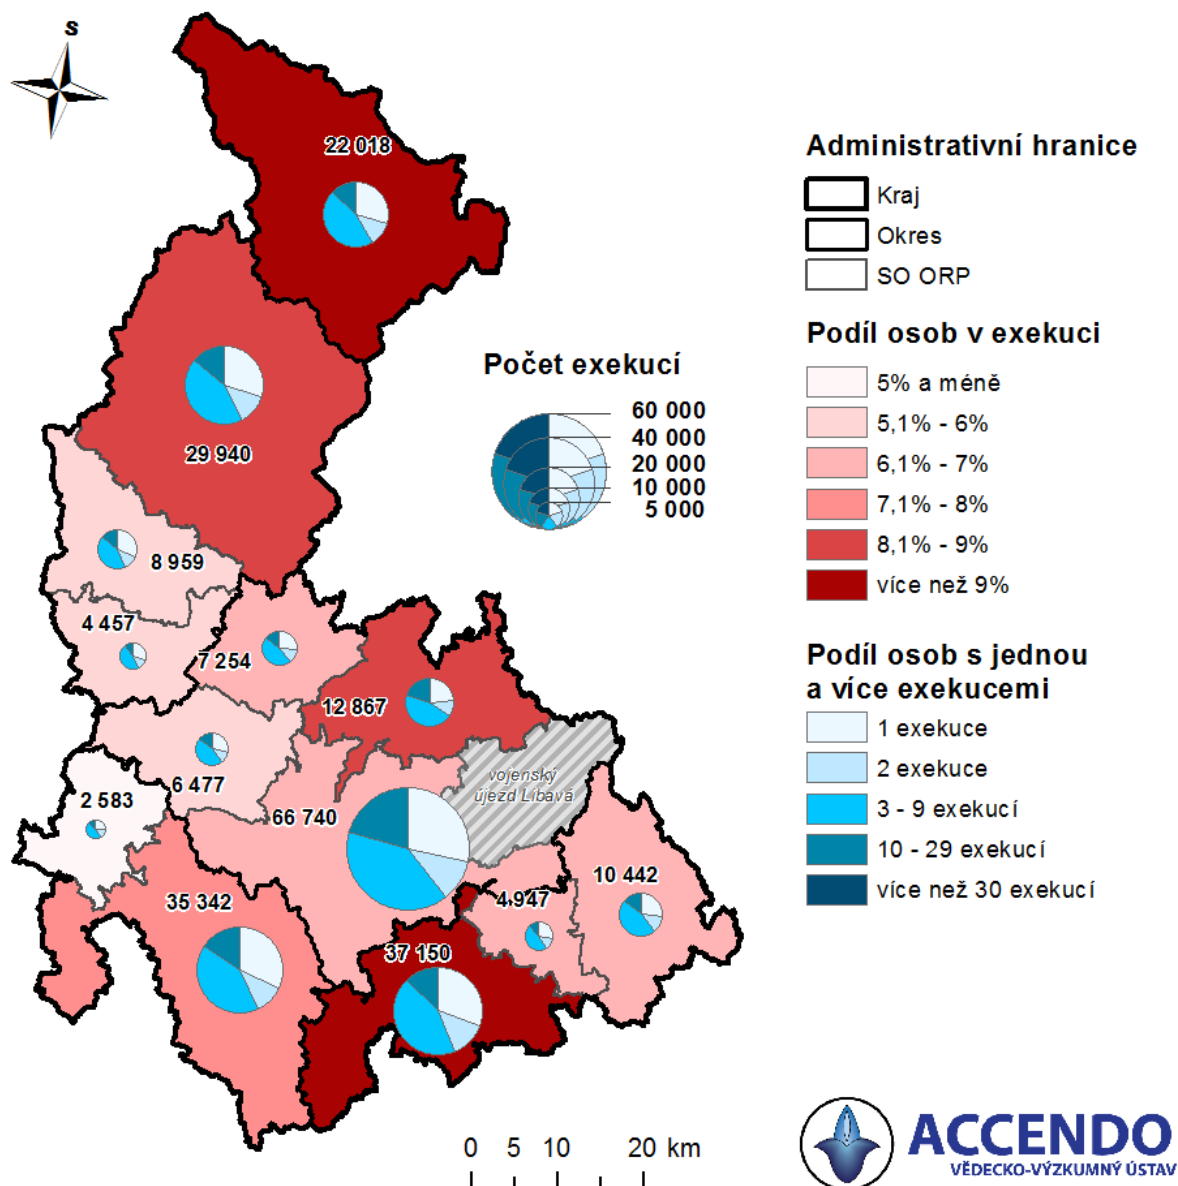 S
22 018
29 940
8 959
4 457
7 254
12 867
6 477
2 583
66 740
vojenský
újezd Libavá
35 342
4 947
10 442
37 150
Počet exekucí
60 000
40 000
20 000
10 000
5 000
Administrativní hranice
Kraj
Okres
SO ORP
Podíl osob v exekuci
5% a méně
5,1% - 6%
6,1% - 7%
7,1% - 8%
8,1% - 9%
více než 9%
Podíl osob s jednou
a více exekucemi
1 exekuce
2 exekuce
3 - 9 exekucí
10 - 29 exekucí
více než 30 exekucí
0 5 10 20 km
ACCENDO
VĚDECKO-VÝZKUMNÝ ÚSTAV